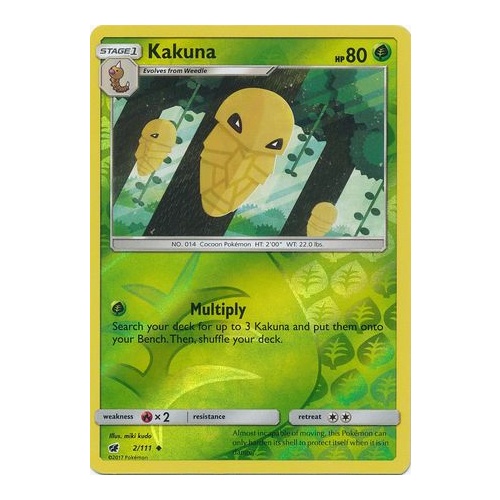 STAGE 1 Kakuna HP 80
Evolves from Weedle
NO. 014 Cocoon Pokémon HT: 2'00" WT: 22.0 lbs.
Multiply
Search your deck for up to 3 Kakuna and put them onto
your Bench. Then, shuffle your deck.
weakness × 2 resistance retreat
Illus. miki kudo
2/111
©2017 Pokémon
Almost incapable of moving, this Pokémon can
only harden its shell to protect itself when it is in
danger.